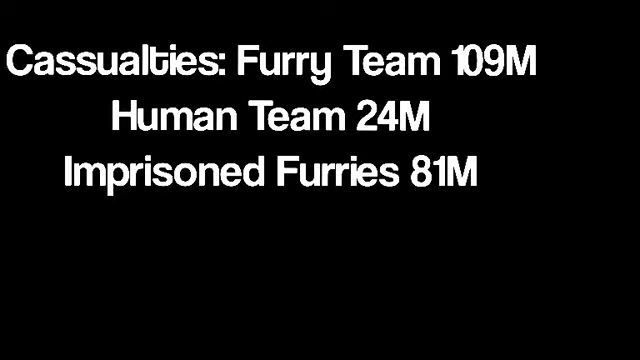 Cassualties: Furry Team 109M
Human Team 24M
Imprisoned Furries 81M